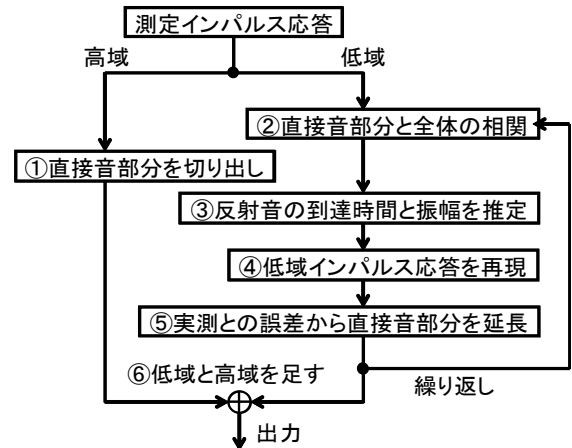 測定インパルス応答
高域
低域
②直接音部分と全体の相関
①直接音部分を切り出し
③反射音の到達時間と振幅を推定
④低域インパルス応答を再現
⑤実測との誤差から直接音部分を延長
⑥低域と高域を足す
繰り返し
出力